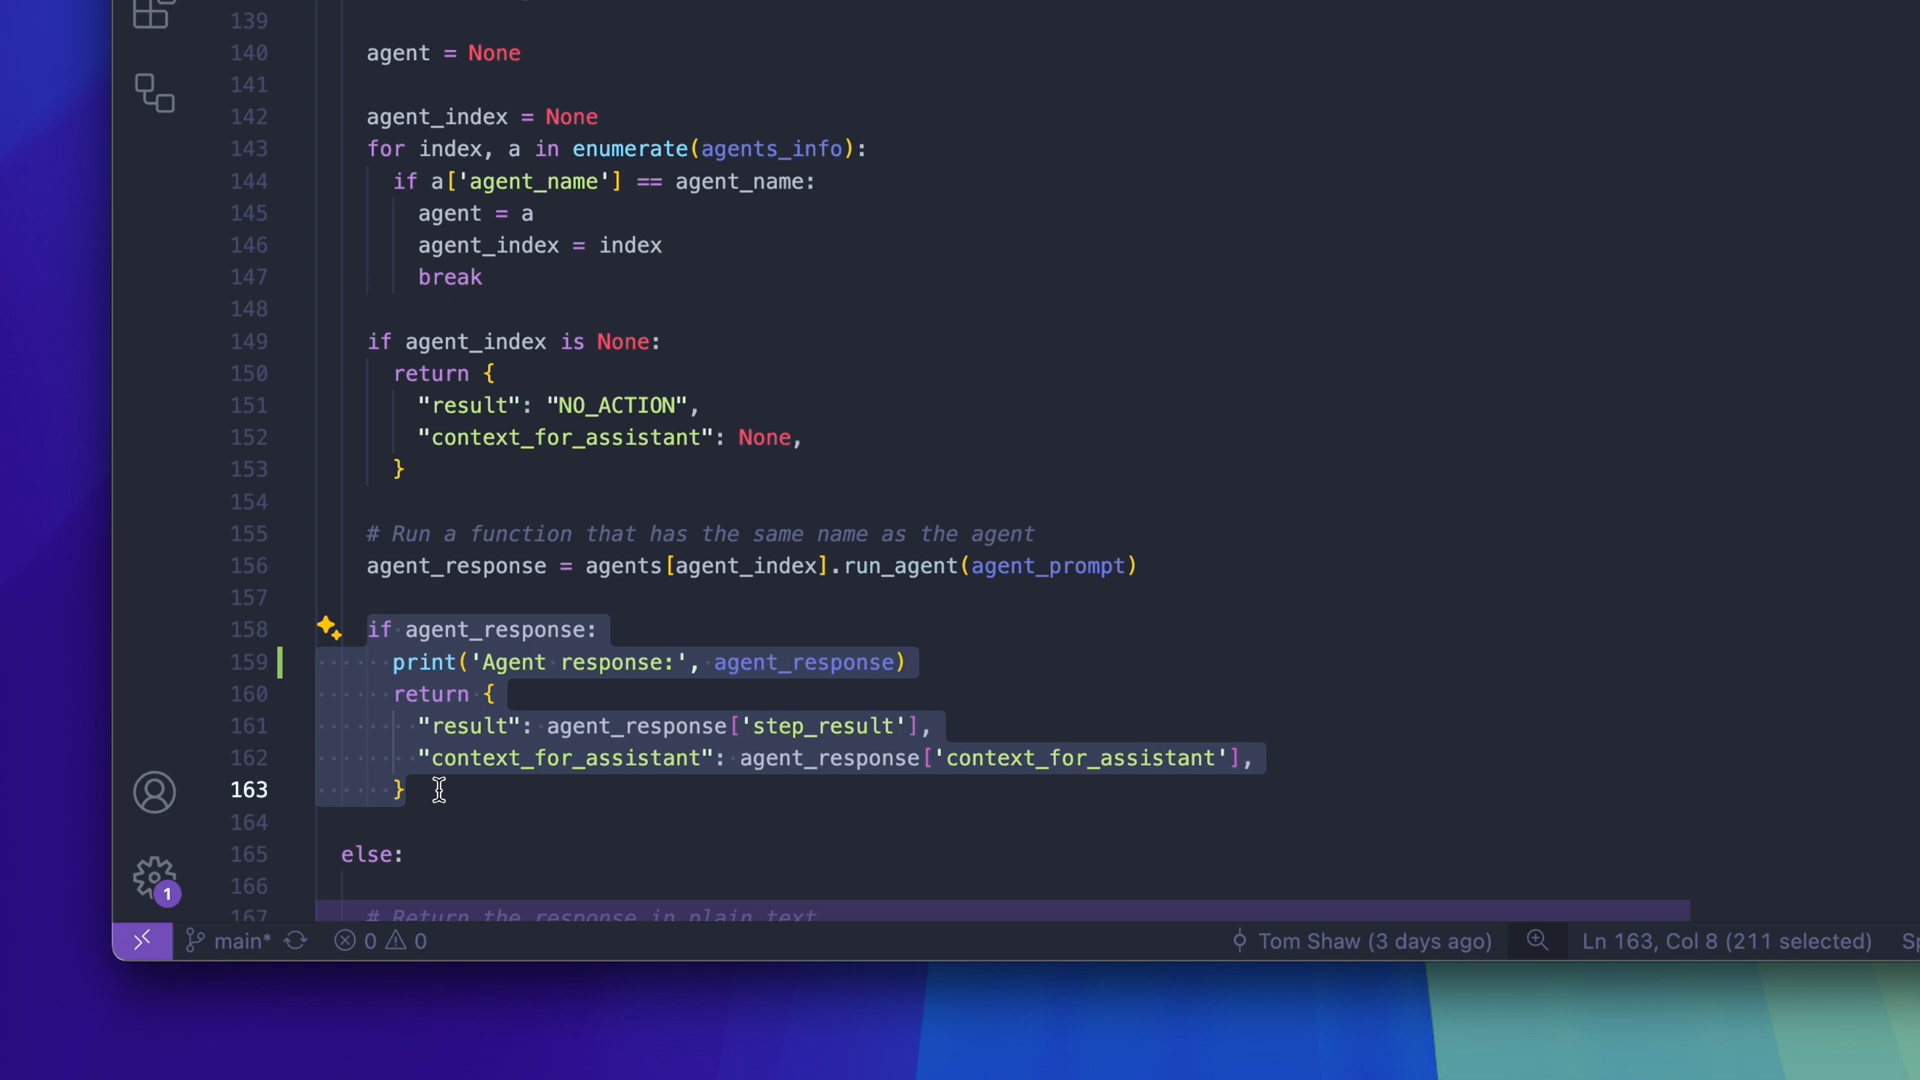 139
140 agent = None
141
142 agent_index = None
143 for index, a in enumerate(agents_info):
144 if a['agent_name'] == agent_name:
145 agent = a
146 agent_index = index
147 break
148
149 if agent_index is None:
150 return {
151 "result": "NO_ACTION",
152 "context_for_assistant": None,
153 }
154
155 # Run a function that has the same name as the agent
156 agent_response = agents[agent_index].run_agent(agent_prompt)
157
158 if agent_response:
159 print('Agent response:', agent_response)
160 return {
161 "result": agent_response['step_result'],
162 "context_for_assistant": agent_response['context_for_assistant'],
163 }
164
165 else:
166
167 # Return the response in plain text
1
main* 0 0 Tom Shaw (3 days ago) Ln 163, Col 8 (211 selected)